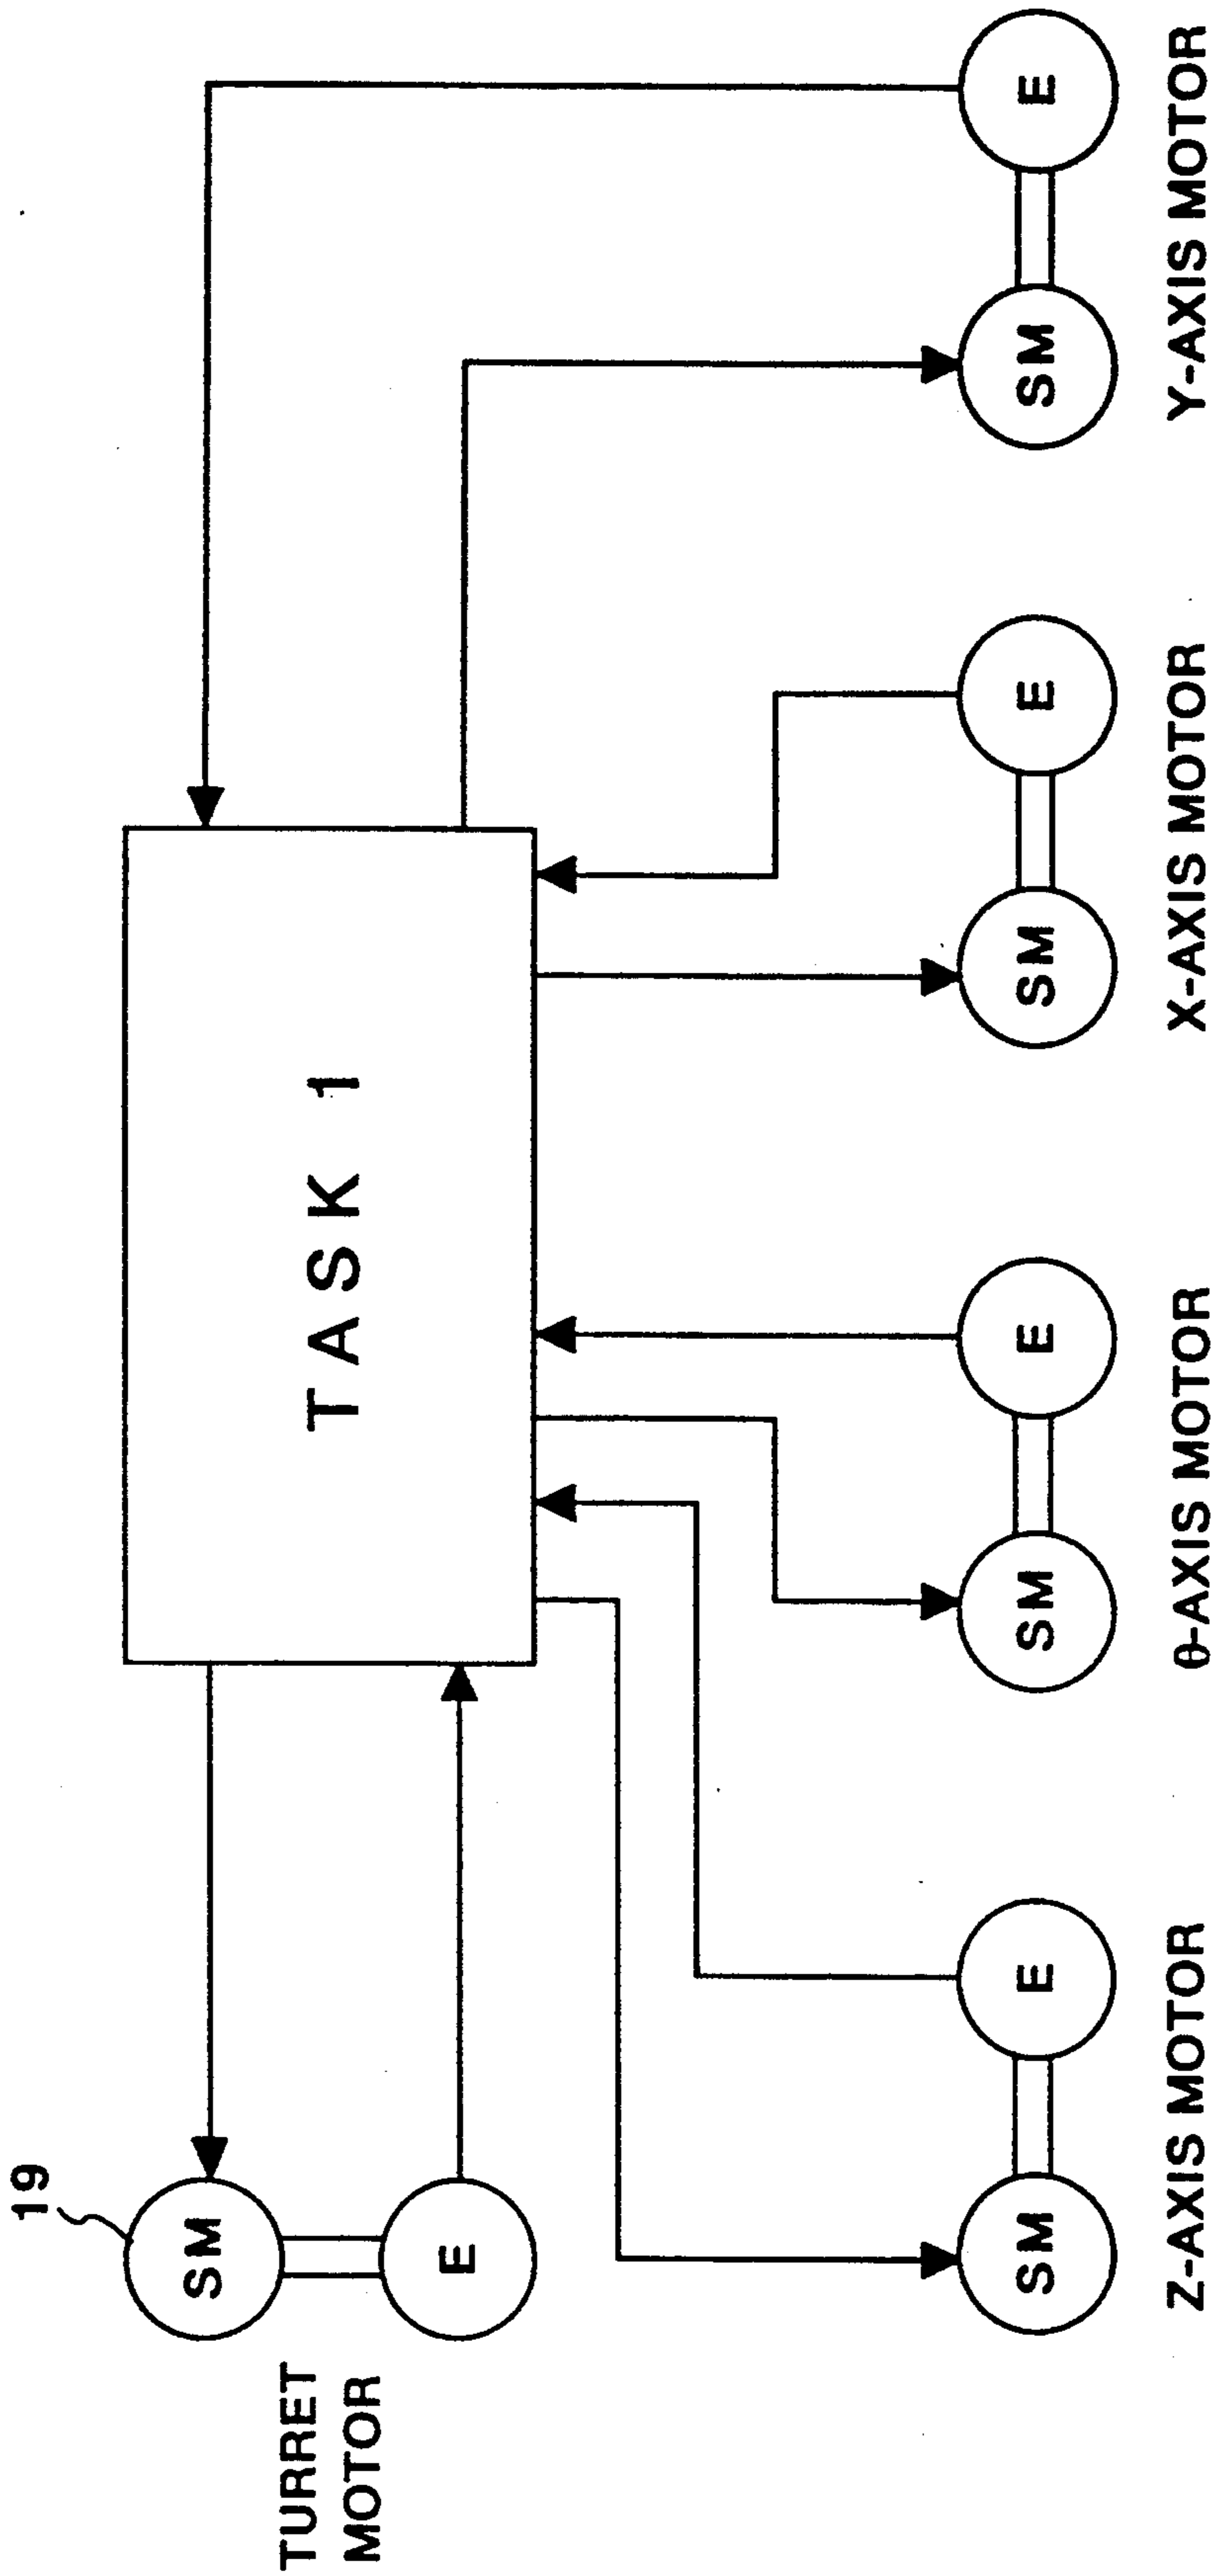 19
SM
E
TURRET
MOTOR
TASK 1
SM
E
Z-AXIS MOTOR
SM
E
θ-AXIS MOTOR
SM
E
X-AXIS MOTOR
SM
E
Y-AXIS MOTOR